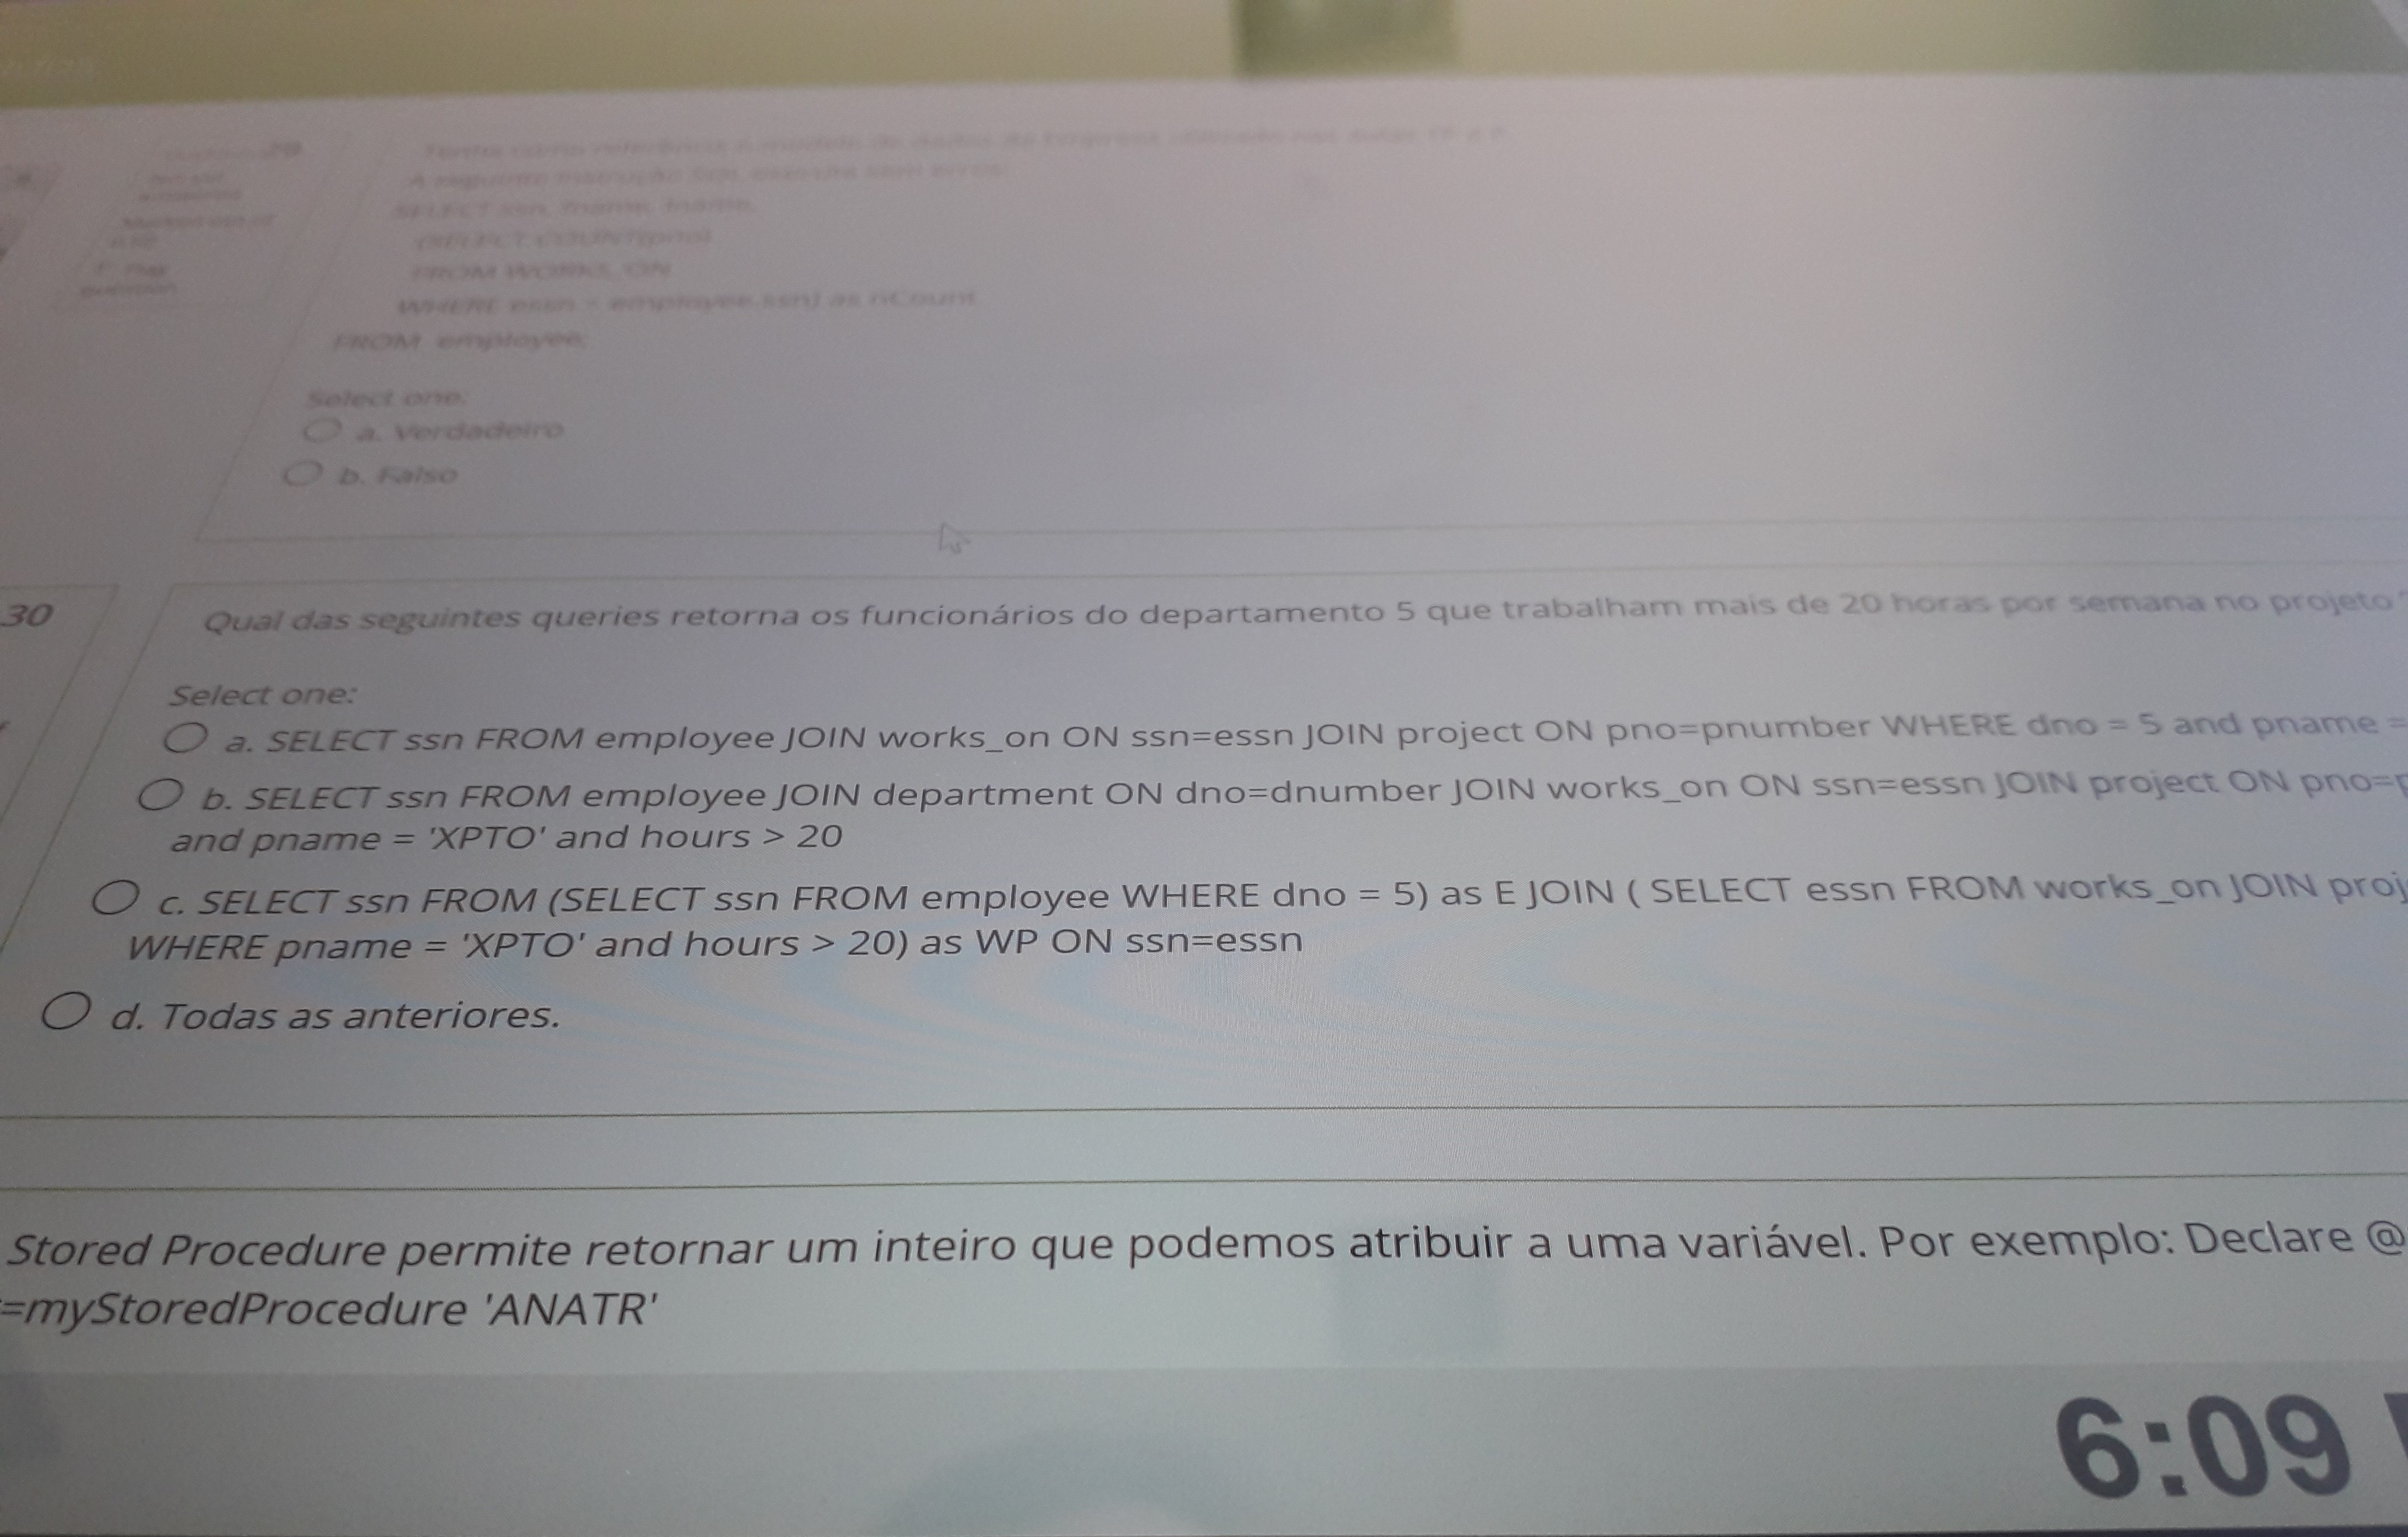 SELECT ssn, fname, lname,
(SELECT COUNT(pno)
FROM WORKS_ON
WHERE essn = employee.ssn) as nCount
FROM employee;
Select one:
a. Verdadeiro
b. Falso
30
Qual das seguintes queries retorna os funcionários do departamento 5 que trabalham mais de 20 horas por semana no projeto
Select one:
a. SELECT ssn FROM employee JOIN works_on ON ssn=essn JOIN project ON pno=pnumber WHERE dno = 5 and pname =
b. SELECT ssn FROM employee JOIN department ON dno=dnumber JOIN works_on ON ssn=essn JOIN project ON pno=p
and pname = 'XPTO' and hours > 20
c. SELECT ssn FROM (SELECT ssn FROM employee WHERE dno = 5) as E JOIN ( SELECT essn FROM works_on JOIN proj
WHERE pname = 'XPTO' and hours > 20) as WP ON ssn=essn
d. Todas as anteriores.
Stored Procedure permite retornar um inteiro que podemos atribuir a uma variável. Por exemplo: Declare @
=myStoredProcedure 'ANATR'
6:09